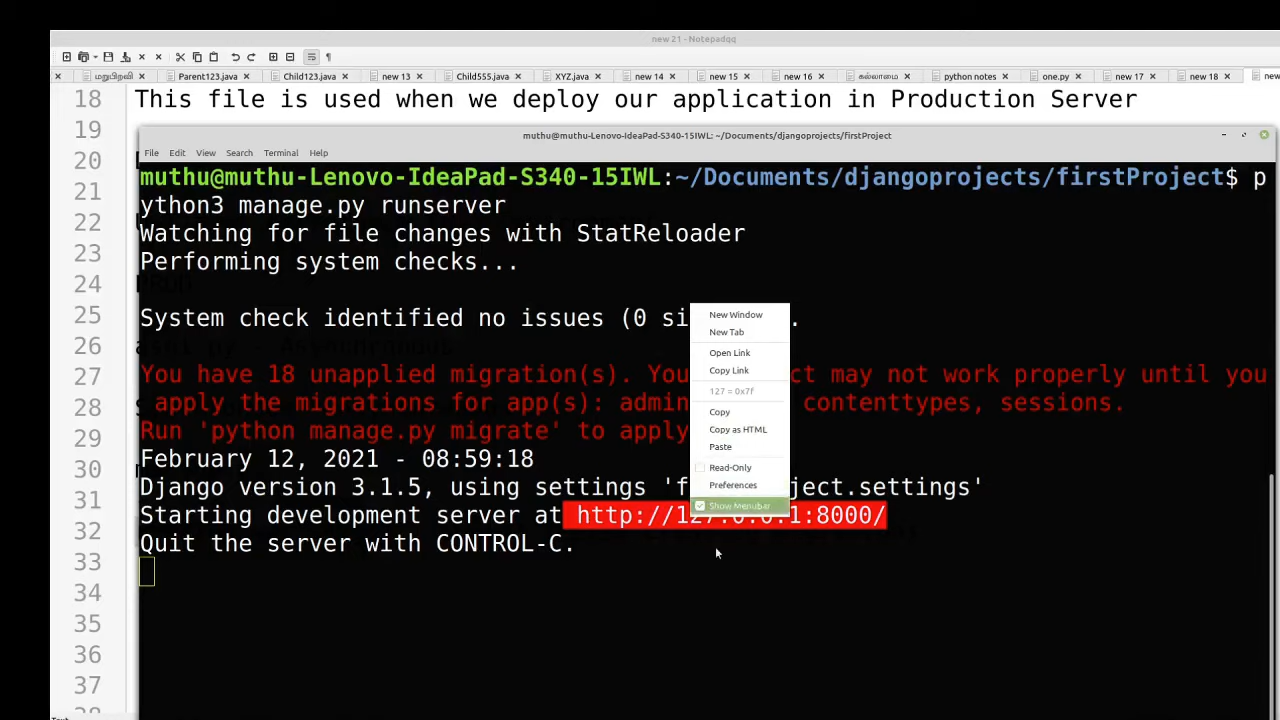 new 21 - Notepadqq
மறுபிறவி Parent123.java Child123.java new 13 Child555.java XYZ.java new 14 new 15 new 16 கல்லாமை python notes one.py new 17 new 18 new
18 This file is used when we deploy our application in Production Server
19
muthu@muthu-Lenovo-IdeaPad-S340-15IWL: ~/Documents/djangoprojects/firstProject
File Edit View Search Terminal Help
20
muthu@muthu-Lenovo-IdeaPad-S340-15IWL:~/Documents/djangoprojects/firstProject$ p
21
ython3 manage.py runserver
22
Watching for file changes with StatReloader
23
Performing system checks...
24
25 System check identified no issues (0 si .
26 asgi.py - Asynchronous
27 You have 18 unapplied migration(s). You ct may not work properly until you
28 apply the migrations for app(s): admin contenttypes, sessions.
29 Run 'python manage.py migrate' to apply
30 February 12, 2021 - 08:59:18
31 Django version 3.1.5, using settings 'f ject.settings'
32 Starting development server at http://127.0.0.1:8000/
33 Quit the server with CONTROL-C.
34
35
36
37
New Window
New Tab
Open Link
Copy Link
127 = 0x7f
Copy
Copy as HTML
Paste
Read-Only
Preferences
Show Menubar